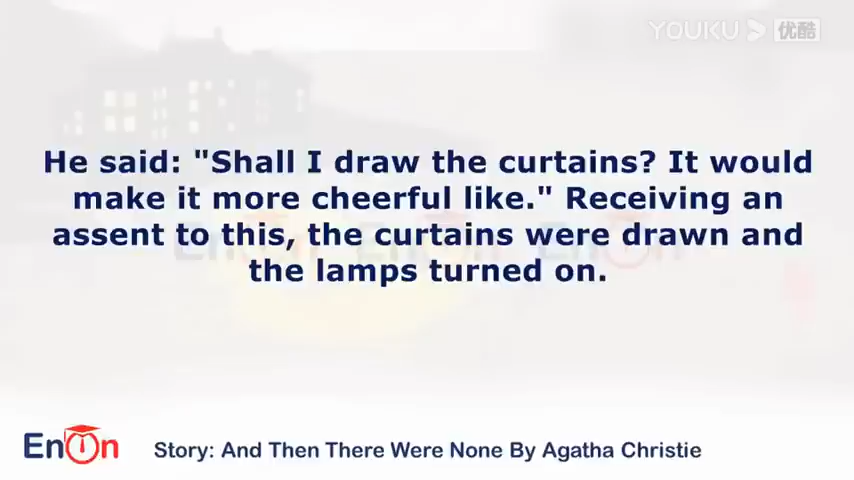 YOUKU 优酷
He said: "Shall I draw the curtains? It would
make it more cheerful like." Receiving an
assent to this, the curtains were drawn and
the lamps turned on.
EnOn
Story: And Then There Were None By Agatha Christie